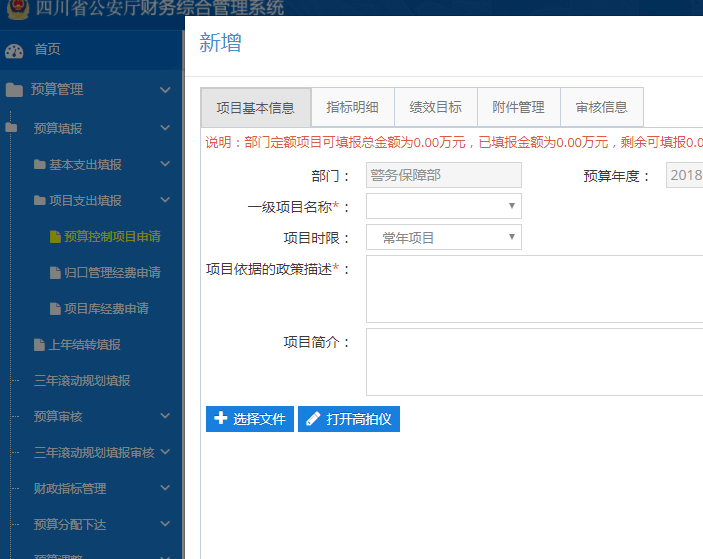 四川省公安厅财务综合管理系统
首页
预算管理
预算填报
基本支出填报
项目支出填报
预算控制项目申请
归口管理经费申请
项目库经费申请
上年结转填报
三年滚动规划填报
预算审核
三年滚动规划填报审核
财政指标管理
预算分配下达
预算调整
新增
项目基本信息 指标明细 绩效目标 附件管理 审核信息
说明：部门定额项目可填报总金额为0.00万元，已填报金额为0.00万元，剩余可填报0.0
部门： 警务保障部 预算年度： 2018
一级项目名称*：
项目时限： 常年项目
项目依据的政策描述*：
项目简介：
选择文件 打开高拍仪